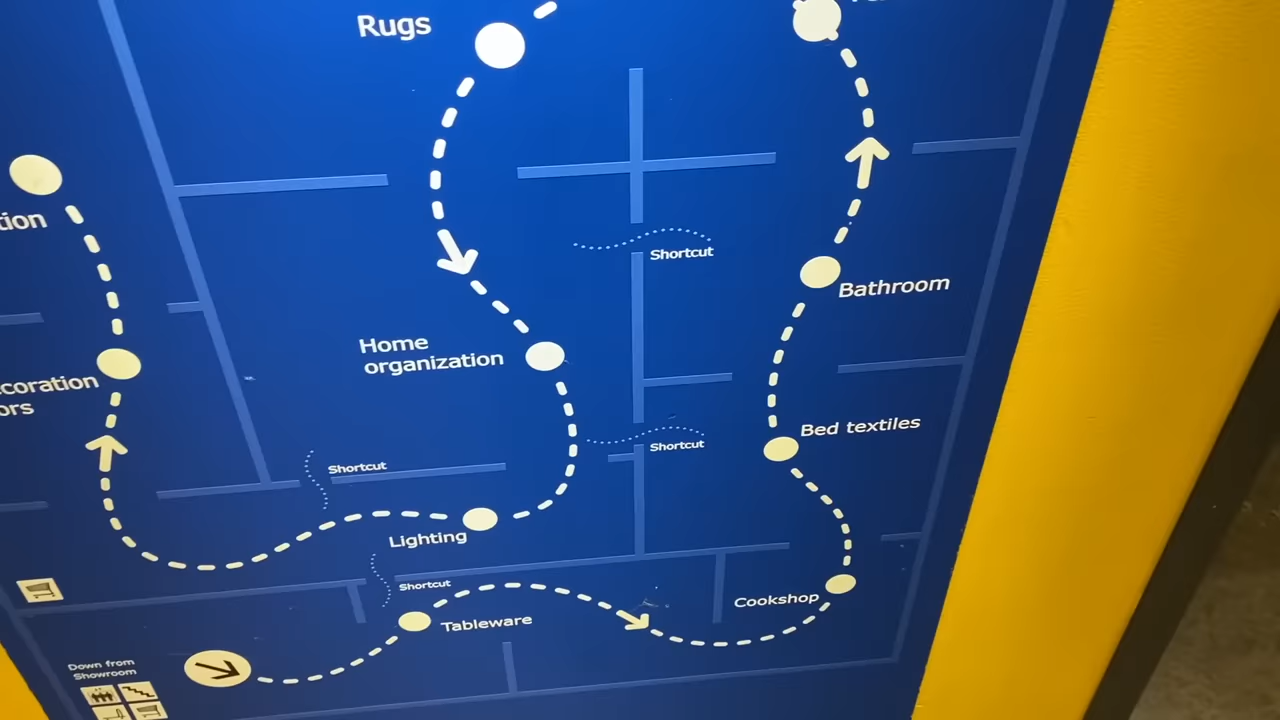 Rugs
Shortcut
Bathroom
Home
organization
Bed textiles
Shortcut
Shortcut
Lighting
Shortcut
Cookshop
Tableware
Down from
Showroom